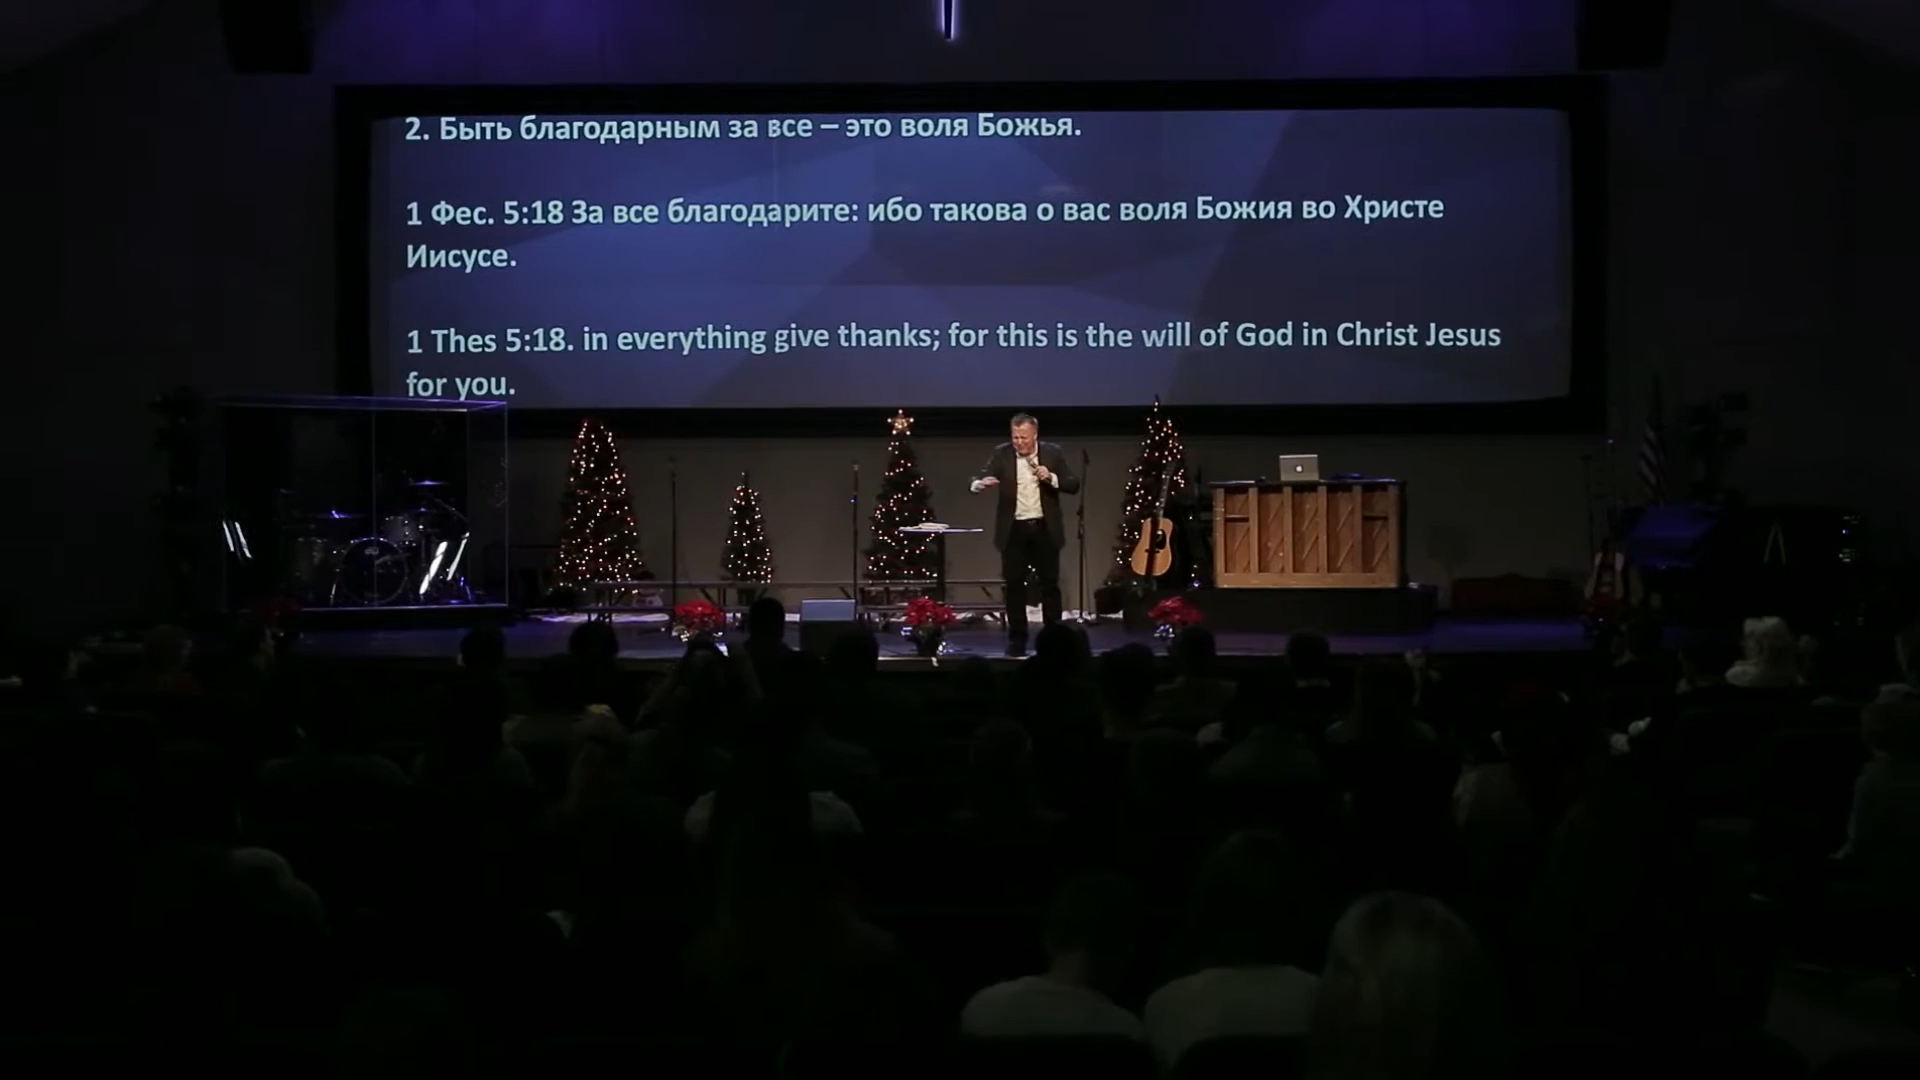 2. Быть благодарным за все – это воля Божья.
1 Фес. 5:18 За все благодарите: ибо такова о вас воля Божия во Христе
Иисусе.
1 Thes 5:18. in everything give thanks; for this is the will of God in Christ Jesus
for you.